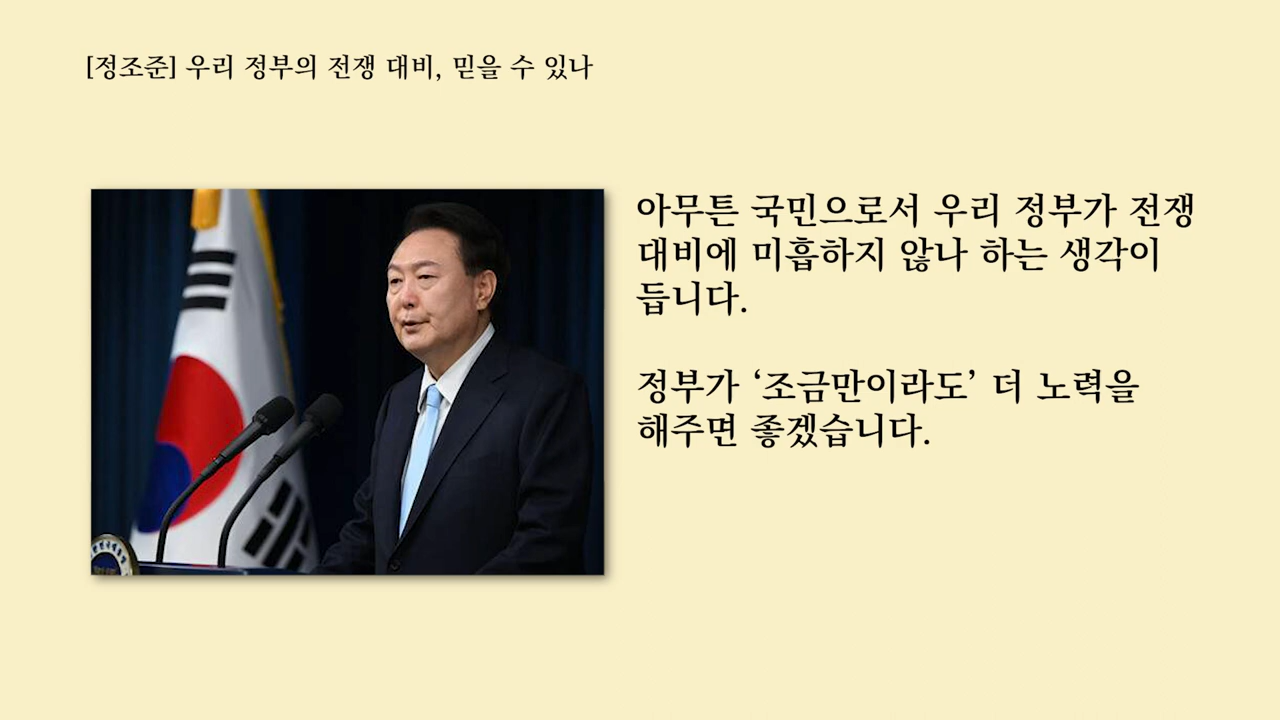 [정조준] 우리 정부의 전쟁 대비, 믿을 수 있나
아무튼 국민으로서 우리 정부가 전쟁
대비에 미흡하지 않나 하는 생각이
듭니다.
정부가 ‘조금만이라도’ 더 노력을
해주면 좋겠습니다.